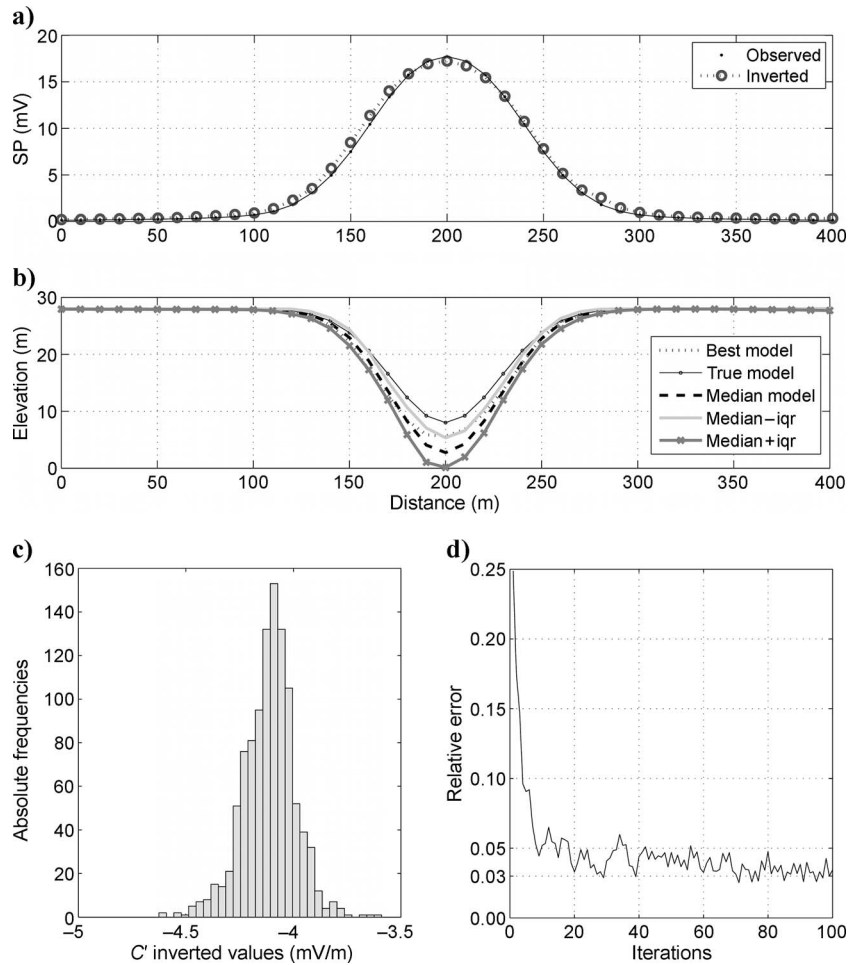 a)
20
15
10
5
0
SP (mV)
Observed
Inverted
0 50 100 150 200 250 300 350 400
b)
30
20
10
0
Elevation (m)
Best model
True model
Median model
Median–iqr
Median+iqr
0 50 100 150 200 250 300 350 400
Distance (m)
c)
160
140
120
100
80
60
40
20
0
Absolute frequencies
–5 –4.5 –4 –3.5
C' inverted values (mV/m)
d)
0.25
0.20
0.15
0.10
0.05
0.03
0.00
Relative error
0 20 40 60 80 100
Iterations